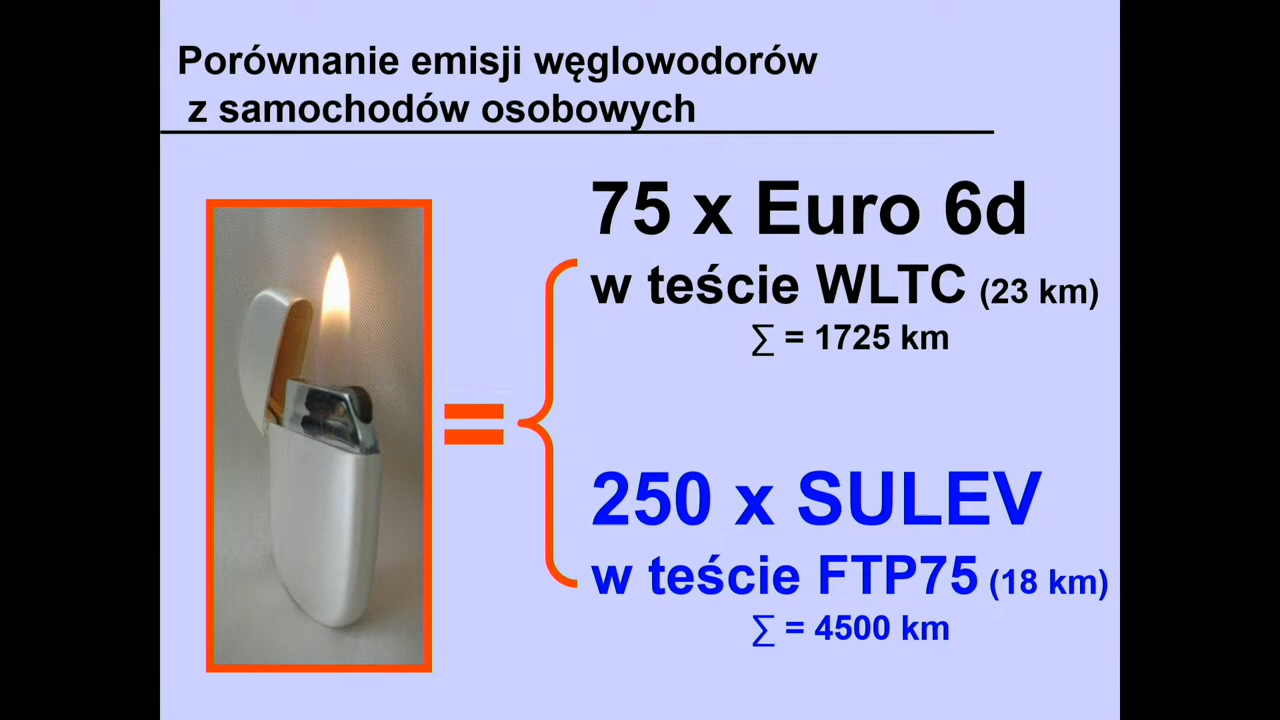 Porównanie emisji węglowodorów
z samochodów osobowych
75 x Euro 6d
w teście WLTC (23 km)
∑ = 1725 km
=
250 x SULEV
w teście FTP75 (18 km)
∑ = 4500 km